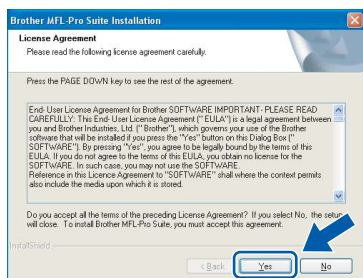 Brother MFL-Pro Suite Installation
License Agreement
Please read the following license agreement carefully.
Press the PAGE DOWN key to see the rest of the agreement.
End- User License Agreement for Brother SOFTWARE IMPORTANT- PLEASE READ
CAREFULLY: This End- User License Agreement (" EULA") is a legal agreement between
you and Brother Industries, Ltd. (" Brother"), which governs your use of the Brother
software that will be installed if you press the "Yes" button on this Dialog Box ("
SOFTWARE"). By pressing "Yes", you agree to be legally bound by the terms of this
EULA. If you do not agree to the terms of this EULA, you obtain no license for the
SOFTWARE. In such case, you may not use the SOFTWARE.
Reference in this Licence Agreement to "SOFTWARE" shall where the context permits
also include the media upon which it is stored.
Do you accept all the terms of the preceding License Agreement? If you select No, the setup
will close. To install Brother MFL-Pro Suite, you must accept this agreement.
InstallShield
< Back Yes No